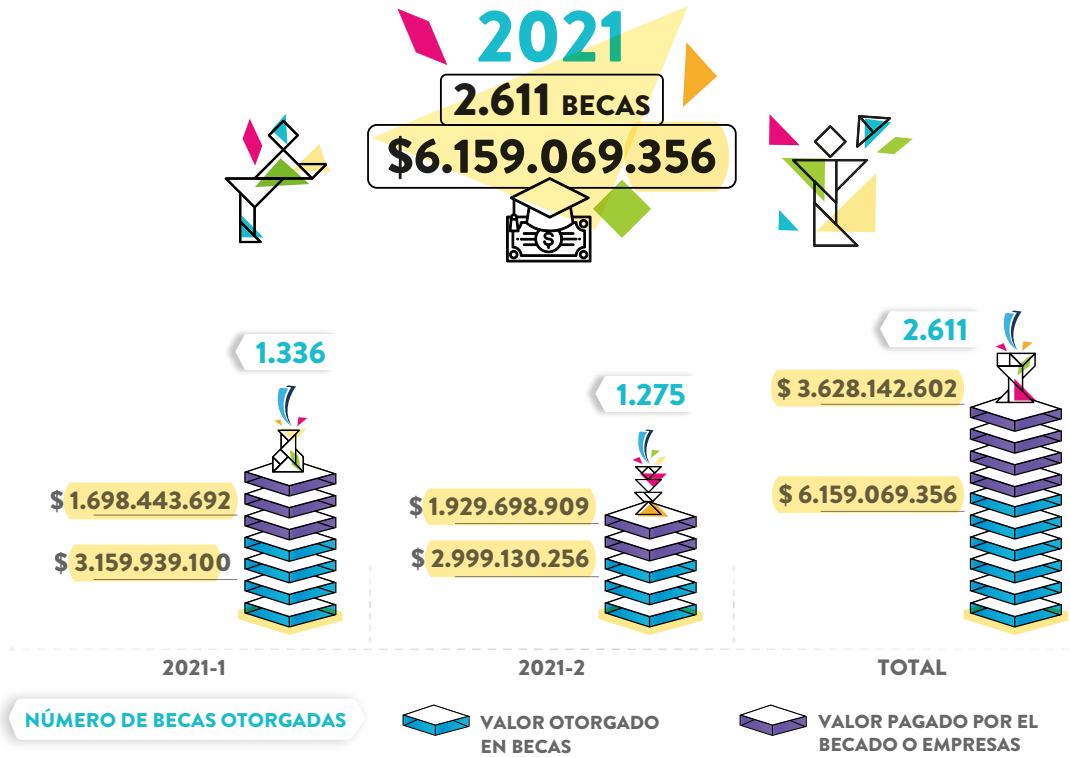 2021
2.611 BECAS
$6.159.069.356
$
1.336
$ 1.698.443.692
$ 3.159.939.100
1.275
$ 1.929.698.909
$ 2.999.130.256
2.611
$ 3.628.142.602
$ 6.159.069.356
2021-1
2021-2
TOTAL
NÚMERO DE BECAS OTORGADAS
VALOR OTORGADO
EN BECAS
VALOR PAGADO POR EL
BECADO O EMPRESAS